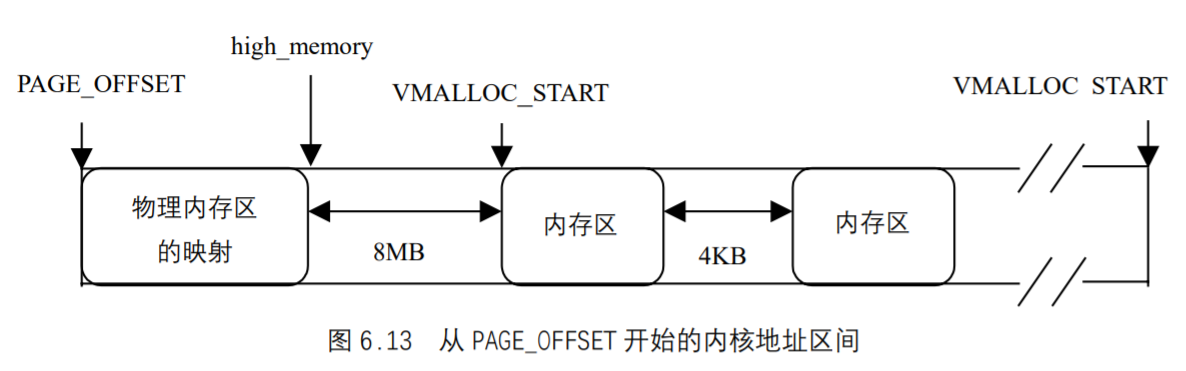 high_memory
PAGE_OFFSET
VMALLOC_START
VMALLOC START
物理内存区
的映射
8MB
内存区
4KB
内存区
图 6.13 从 PAGE_OFFSET 开始的内核地址区间